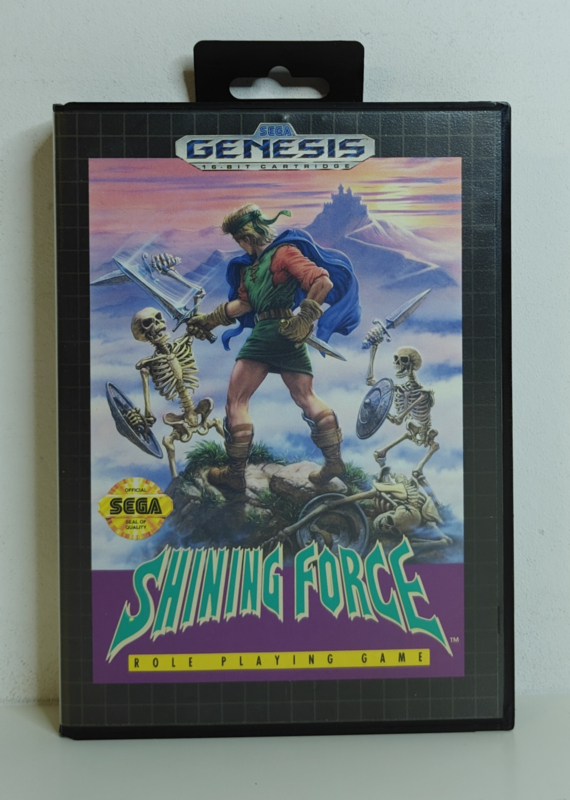 SEGA
GENESIS
16-BIT CARTRIDGE
OFFICIAL
SEGA
SEAL OF
QUALITY
SHINING FORCE
TM
ROLE PLAYING GAME